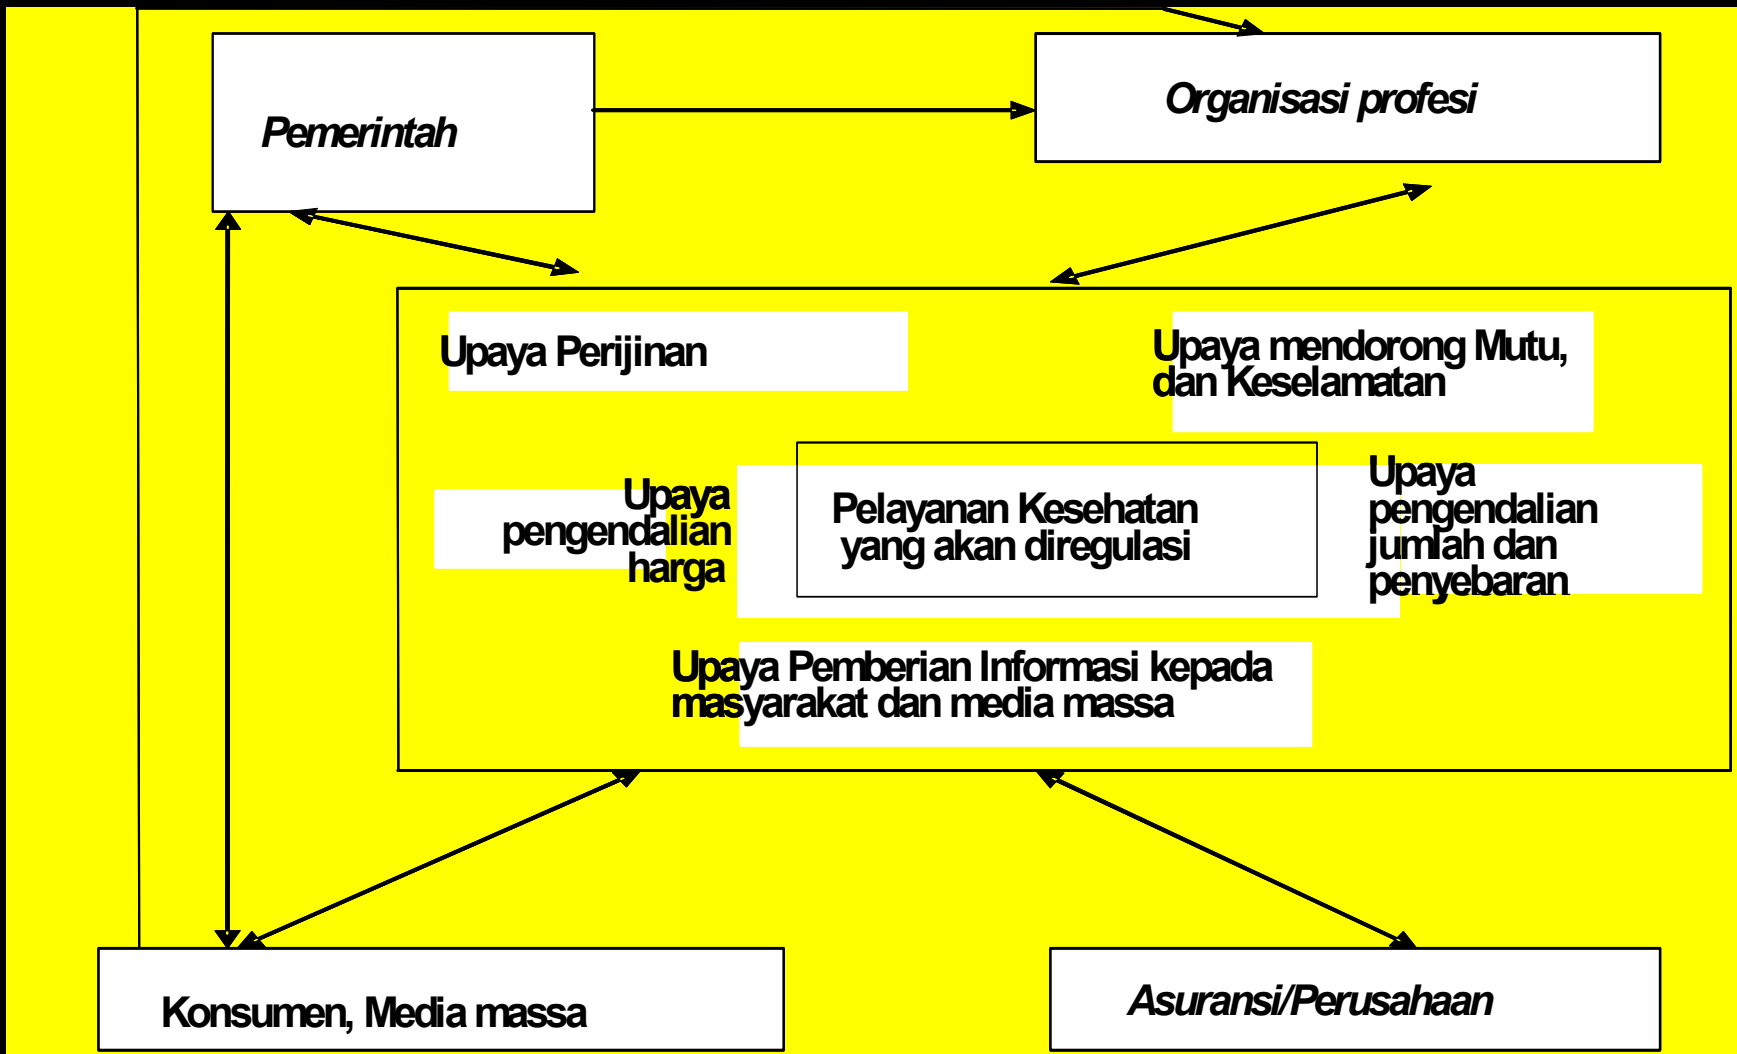 Pemerintah
Organisasi profesi
Upaya Perijinan
Upaya mendorong Mutu,
dan Keselamatan
Upaya
pengendalian
harga
Pelayanan Kesehatan
yang akan diregulasi
Upaya
pengendalian
jumlah dan
penyebaran
Upaya Pemberian Informasi kepada
masyarakat dan media massa
Konsumen, Media massa
Asuransi/Perusahaan